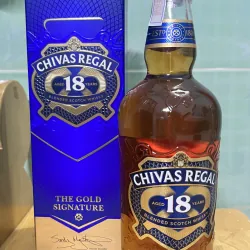 CHIVAS REGAL
AGED 18 YEARS
BLENDED SCOTCH WHISKY
THE GOLD
SIGNATURE
CHIVAS REGAL
AGED 18 YEARS
BLENDED SCOTCH WHISKY